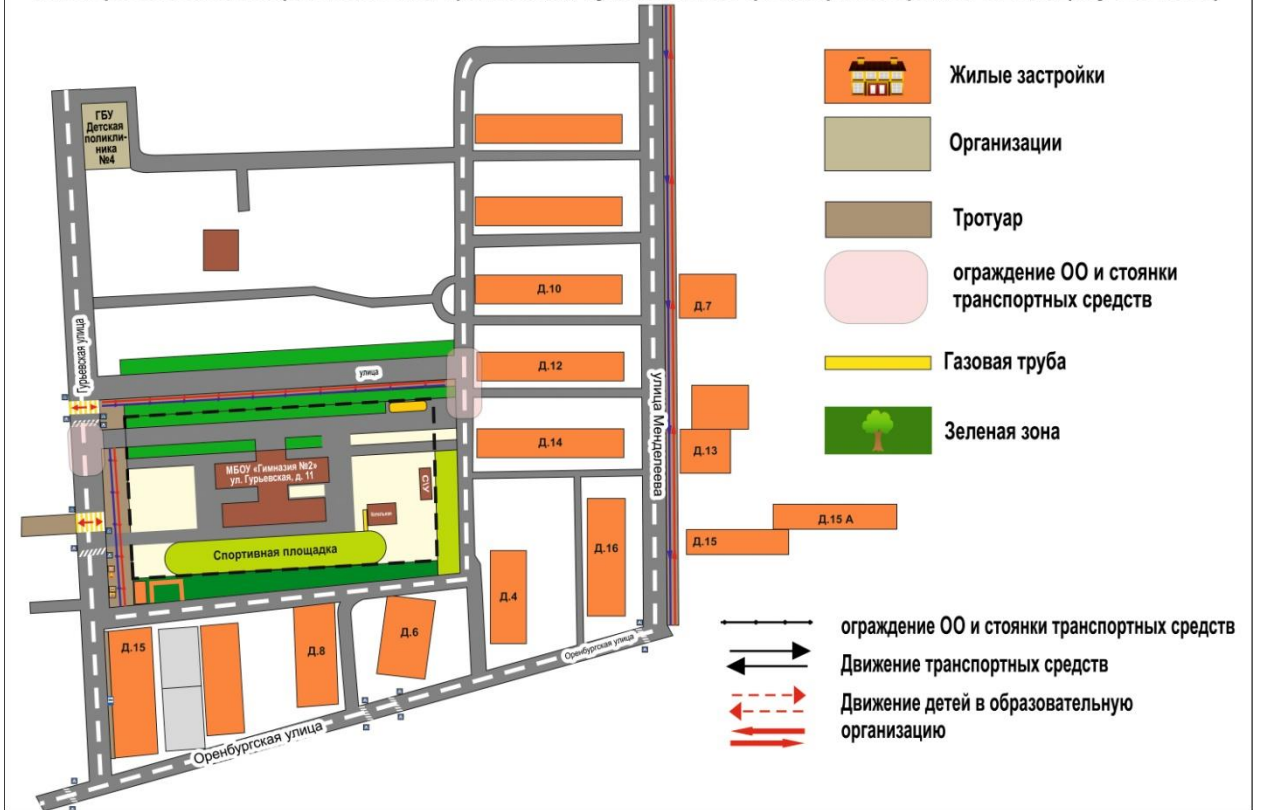 ГБУ
Детская
поликли-
ника
№4
Гурьевская улица
улица
МБОУ «Гимназия №2»
ул. Гурьевская, д. 11
С\У
Котельная
Спортивная площадка
Д.10
Д.12
Д.14
Д.16
Д.4
Д.6
Д.8
Д.15
Д.7
Д.13
Д.15 А
Д.15
улица Менделеева
Оренбургская улица
Оренбургская улица
Жилые застройки
Организации
Тротуар
ограждение ОО и стоянки
транспортных средств
Газовая труба
Зеленая зона
ограждение ОО и стоянки транспортных средств
Движение транспортных средств
Движение детей в образовательную
организацию